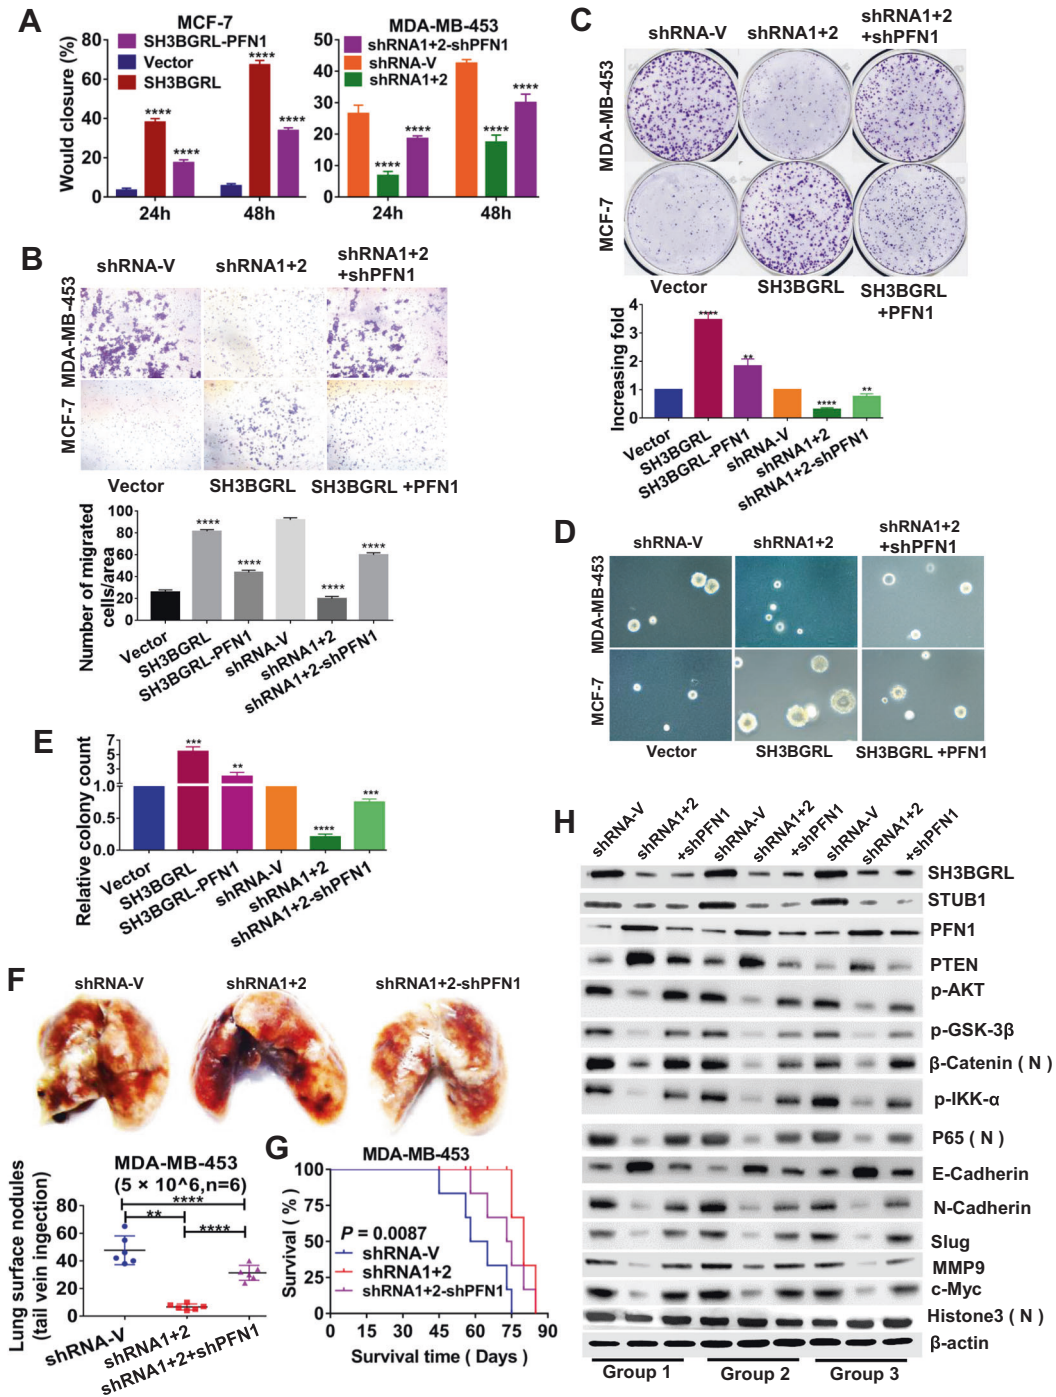 A
MCF-7
SH3BGRL-PFN1
Vector
SH3BGRL
Would closure (%)
80
60
40
20
0
****
****
****
****
24h
48h
MDA-MB-453
shRNA1+2-shPFN1
shRNA-V
shRNA1+2
50
40
30
20
10
0
****
****
****
****
24h
48h
B
shRNA-V
shRNA1+2
shRNA1+2
+shPFN1
MDA-MB-453
MCF-7
Vector
SH3BGRL
SH3BGRL +PFN1
Number of migrated
cells/area
100
80
60
40
20
0
****
****
****
****
Vector
SH3BGRL
SH3BGRL-PFN1
shRNA-V
shRNA1+2
shRNA1+2-shPFN1
C
shRNA-V
shRNA1+2
shRNA1+2
+shPFN1
MDA-MB-453
MCF-7
Vector
SH3BGRL
SH3BGRL
+PFN1
Increasing fold
4
3
2
1
0
****
**
****
**
Vector
SH3BGRL
SH3BGRL-PFN1
shRNA-V
shRNA1+2
shRNA1+2-shPFN1
D
shRNA-V
shRNA1+2
shRNA1+2
+shPFN1
MDA-MB-453
MCF-7
Vector
SH3BGRL
SH3BGRL +PFN1
E
Relative colony count
7
5
3
1.0
0.5
0.0
***
**
****
***
Vector
SH3BGRL
SH3BGRL-PFN1
shRNA-V
shRNA1+2
shRNA1+2-shPFN1
F
shRNA-V
shRNA1+2
shRNA1+2-shPFN1
MDA-MB-453
(5 × 10^6,n=6)
Lung surface nodules
(tail vein injection)
80
60
40
20
0
****
**
****
shRNA-V
shRNA1+2
shRNA1+2+shPFN1
G
MDA-MB-453
Survival ( % )
100
75
50
25
0
P = 0.0087
shRNA-V
shRNA1+2
shRNA1+2-shPFN1
0 15 30 45 60 75 90
Survival time ( Days )
H
shRNA-V
shRNA1+2
+shPFN1
shRNA-V
shRNA1+2
+shPFN1
shRNA-V
shRNA1+2
+shPFN1
SH3BGRL
STUB1
PFN1
PTEN
p-AKT
p-GSK-3β
β-Catenin ( N )
p-IKK-α
P65 ( N )
E-Cadherin
N-Cadherin
Slug
MMP9
c-Myc
Histone3 ( N )
β-actin
Group 1
Group 2
Group 3